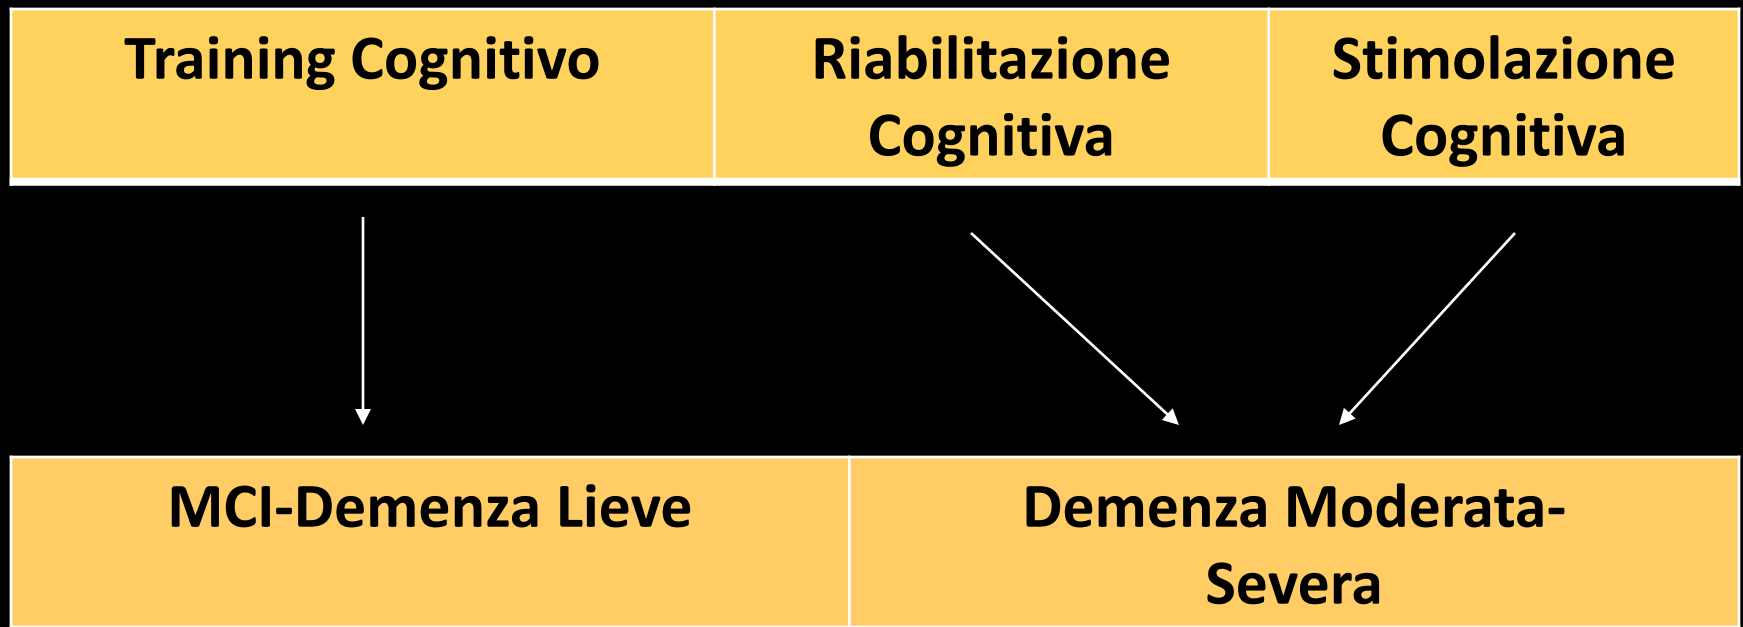 Training Cognitivo
Riabilitazione
Cognitiva
Stimolazione
Cognitiva
MCI-Demenza Lieve
Demenza Moderata-
Severa